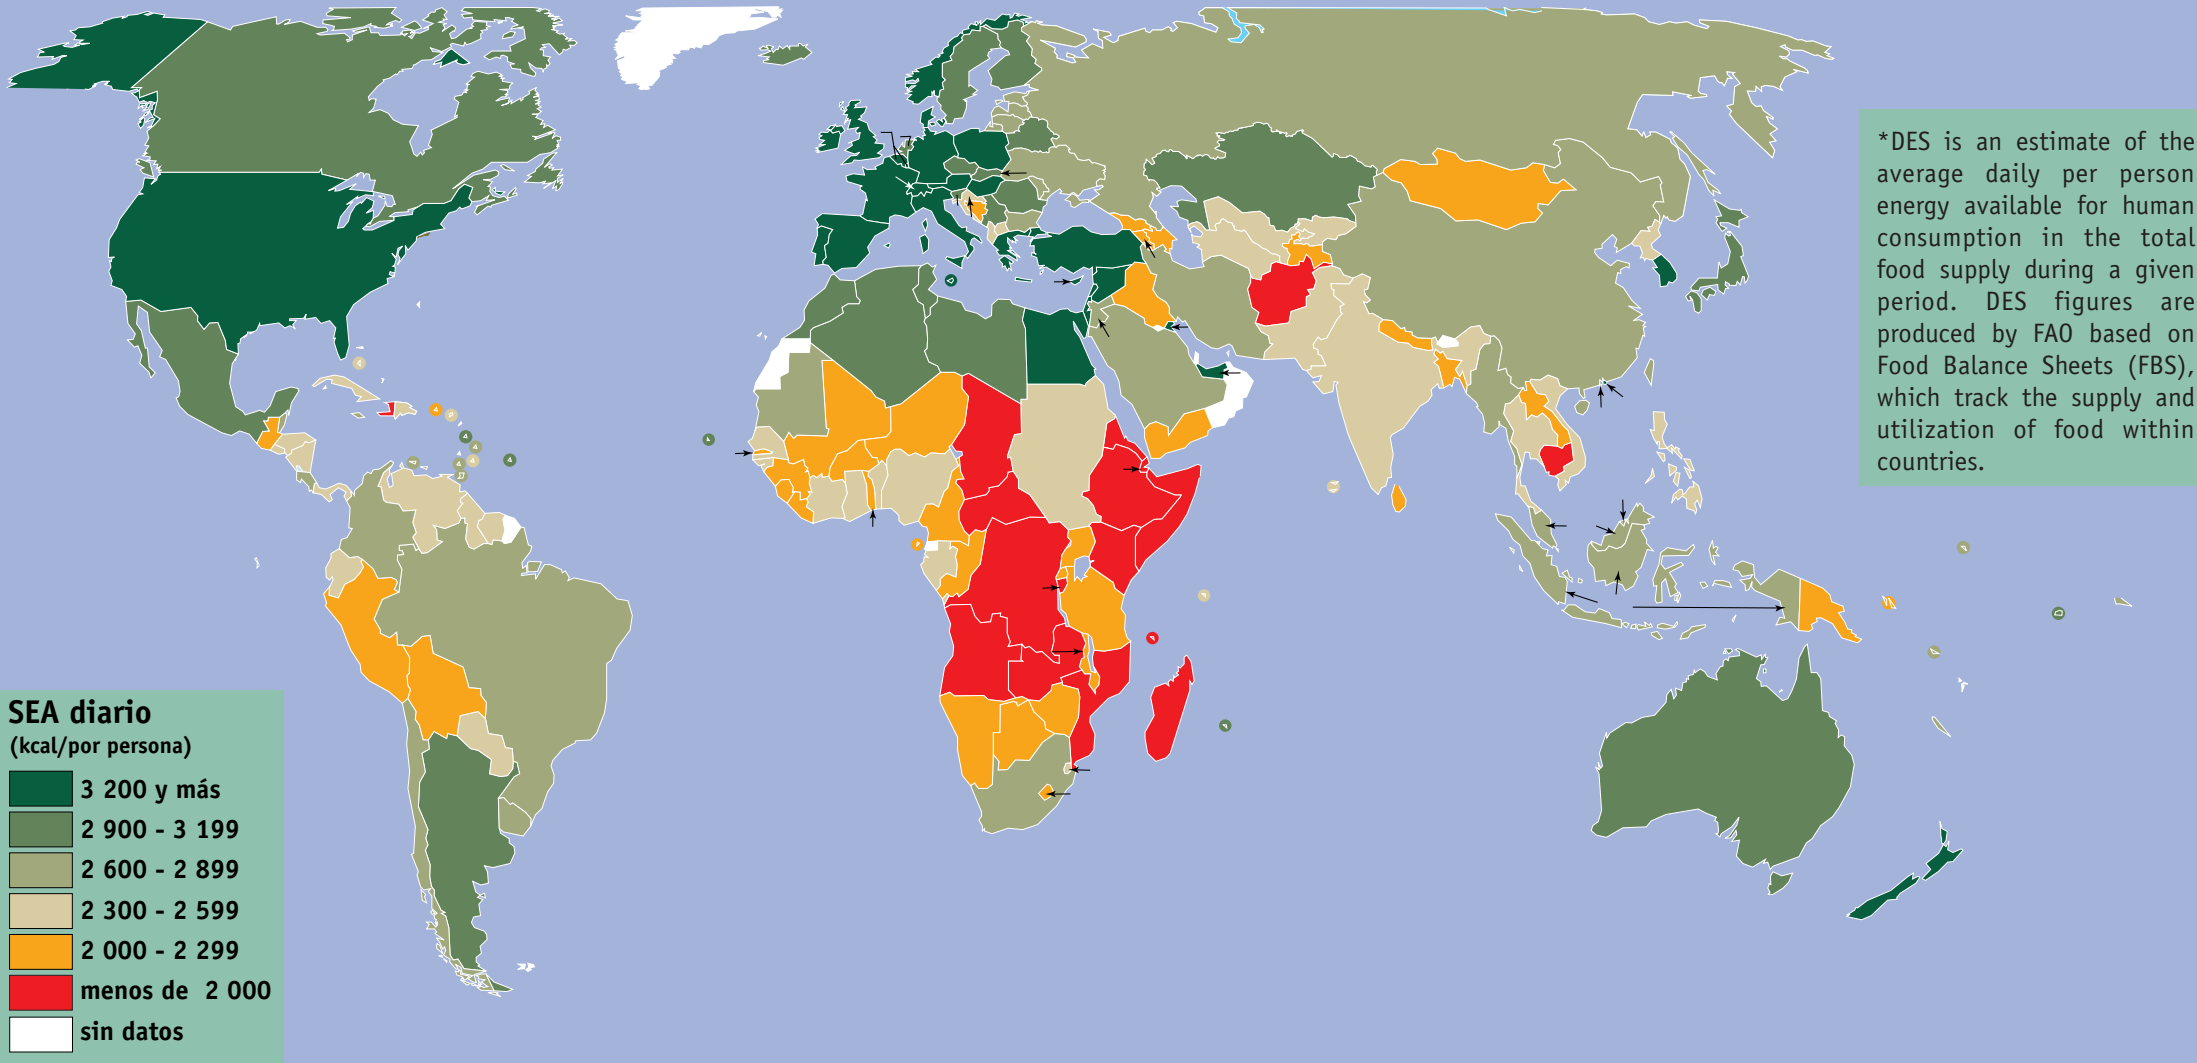 *DES is an estimate of the
average daily per person
energy available for human
consumption in the total
food supply during a given
period. DES figures are
produced by FAO based on
Food Balance Sheets (FBS),
which track the supply and
utilization of food within
countries.
SEA diario
(kcal/por persona)
3 200 y más
2 900 - 3 199
2 600 - 2 899
2 300 - 2 599
2 000 - 2 299
menos de 2 000
sin datos